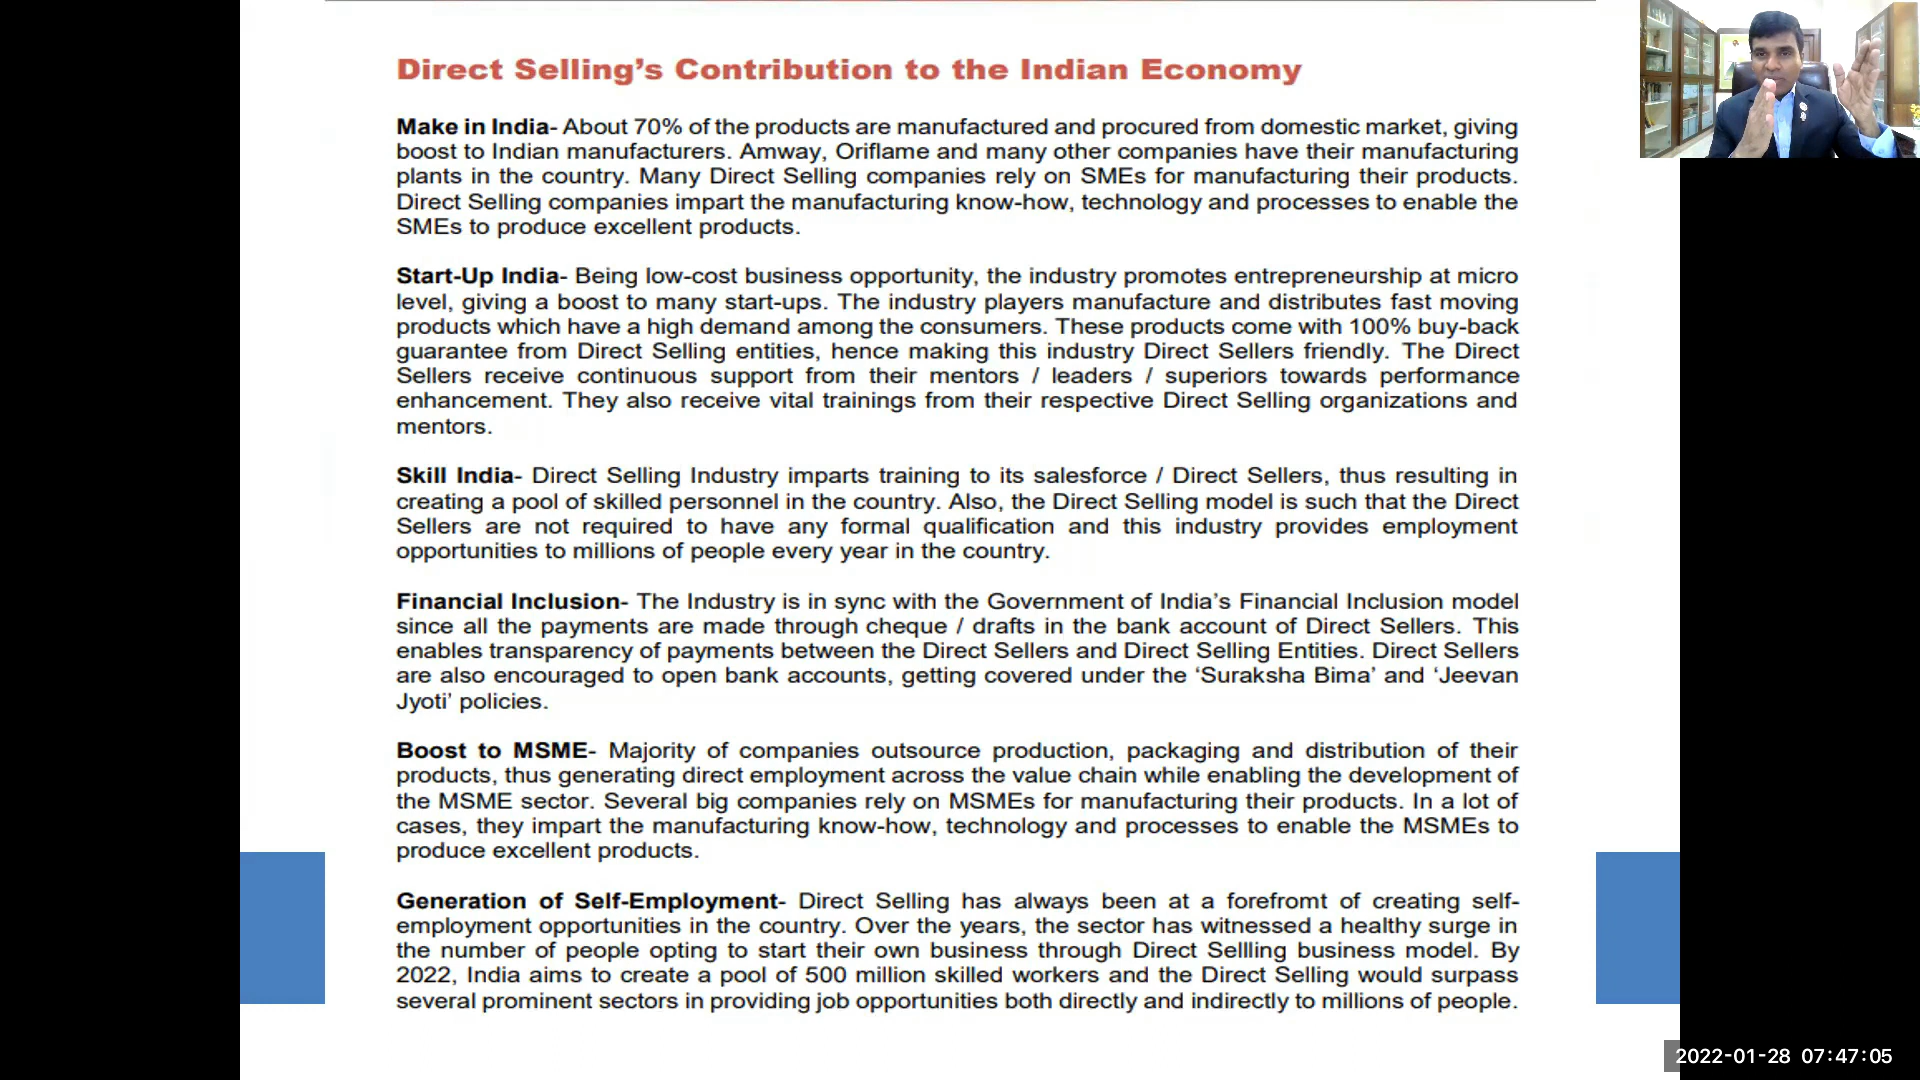 Direct Selling’s Contribution to the Indian Economy
Make in India- About 70% of the products are manufactured and procured from domestic market, giving
boost to Indian manufacturers. Amway, Oriflame and many other companies have their manufacturing
plants in the country. Many Direct Selling companies rely on SMEs for manufacturing their products.
Direct Selling companies impart the manufacturing know-how, technology and processes to enable the
SMEs to produce excellent products.
Start-Up India- Being low-cost business opportunity, the industry promotes entrepreneurship at micro
level, giving a boost to many start-ups. The industry players manufacture and distributes fast moving
products which have a high demand among the consumers. These products come with 100% buy-back
guarantee from Direct Selling entities, hence making this industry Direct Sellers friendly. The Direct
Sellers receive continuous support from their mentors / leaders / superiors towards performance
enhancement. They also receive vital trainings from their respective Direct Selling organizations and
mentors.
Skill India- Direct Selling Industry imparts training to its salesforce / Direct Sellers, thus resulting in
creating a pool of skilled personnel in the country. Also, the Direct Selling model is such that the Direct
Sellers are not required to have any formal qualification and this industry provides employment
opportunities to millions of people every year in the country.
Financial Inclusion- The Industry is in sync with the Government of India’s Financial Inclusion model
since all the payments are made through cheque / drafts in the bank account of Direct Sellers. This
enables transparency of payments between the Direct Sellers and Direct Selling Entities. Direct Sellers
are also encouraged to open bank accounts, getting covered under the ‘Suraksha Bima’ and ‘Jeevan
Jyoti’ policies.
Boost to MSME- Majority of companies outsource production, packaging and distribution of their
products, thus generating direct employment across the value chain while enabling the development of
the MSME sector. Several big companies rely on MSMEs for manufacturing their products. In a lot of
cases, they impart the manufacturing know-how, technology and processes to enable the MSMEs to
produce excellent products.
Generation of Self-Employment- Direct Selling has always been at a forefromt of creating self-
employment opportunities in the country. Over the years, the sector has witnessed a healthy surge in
the number of people opting to start their own business through Direct Sellling business model. By
2022, India aims to create a pool of 500 million skilled workers and the Direct Selling would surpass
several prominent sectors in providing job opportunities both directly and indirectly to millions of people.
2022-01-28 07:47:05